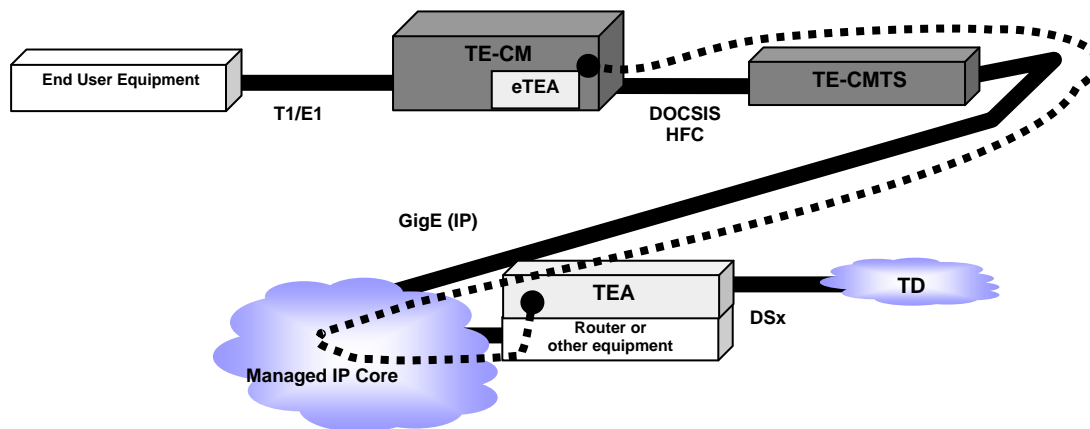 End User Equipment
T1/E1
TE-CM
eTEA
DOCSIS
HFC
TE-CMTS
GigE (IP)
TEA
Router or
other equipment
DSx
TD
Managed IP Core